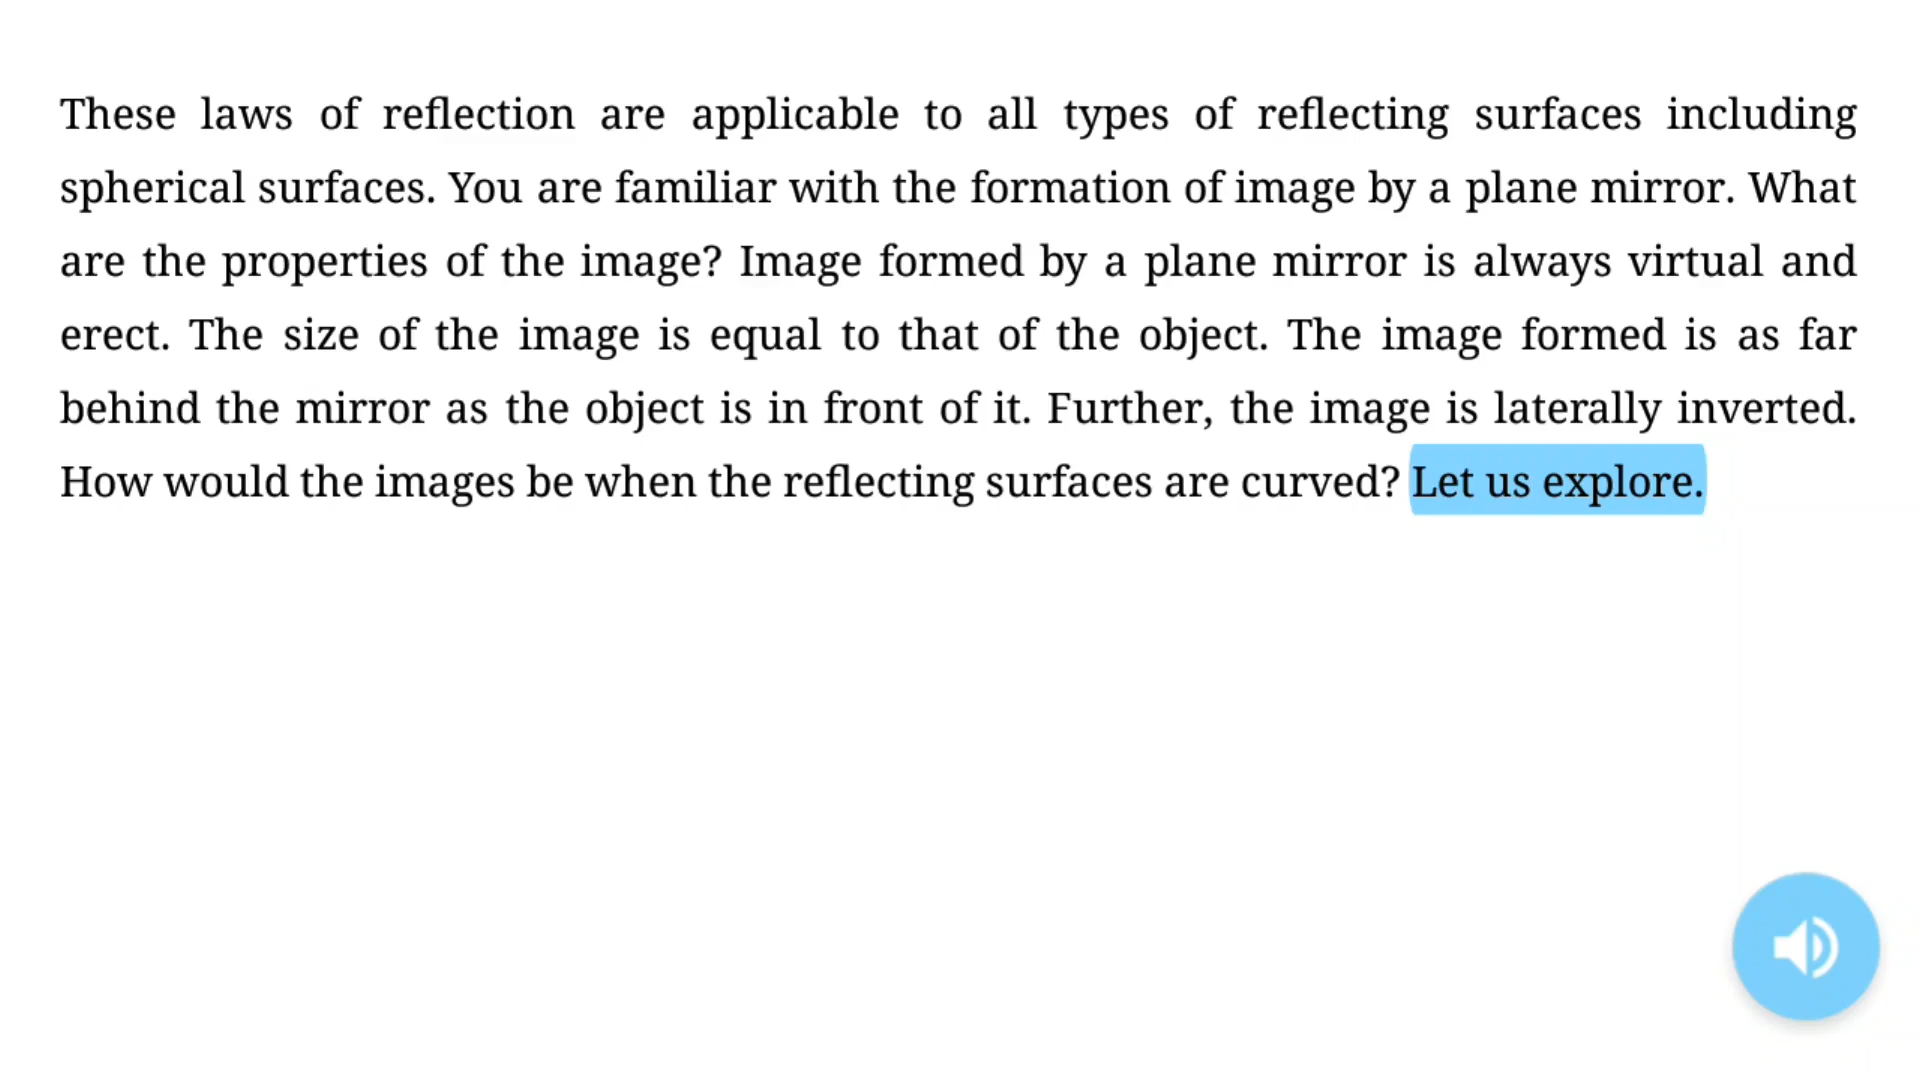 These laws of reflection are applicable to all types of reflecting surfaces including
spherical surfaces. You are familiar with the formation of image by a plane mirror. What
are the properties of the image? Image formed by a plane mirror is always virtual and
erect. The size of the image is equal to that of the object. The image formed is as far
behind the mirror as the object is in front of it. Further, the image is laterally inverted.
How would the images be when the reflecting surfaces are curved? Let us explore.